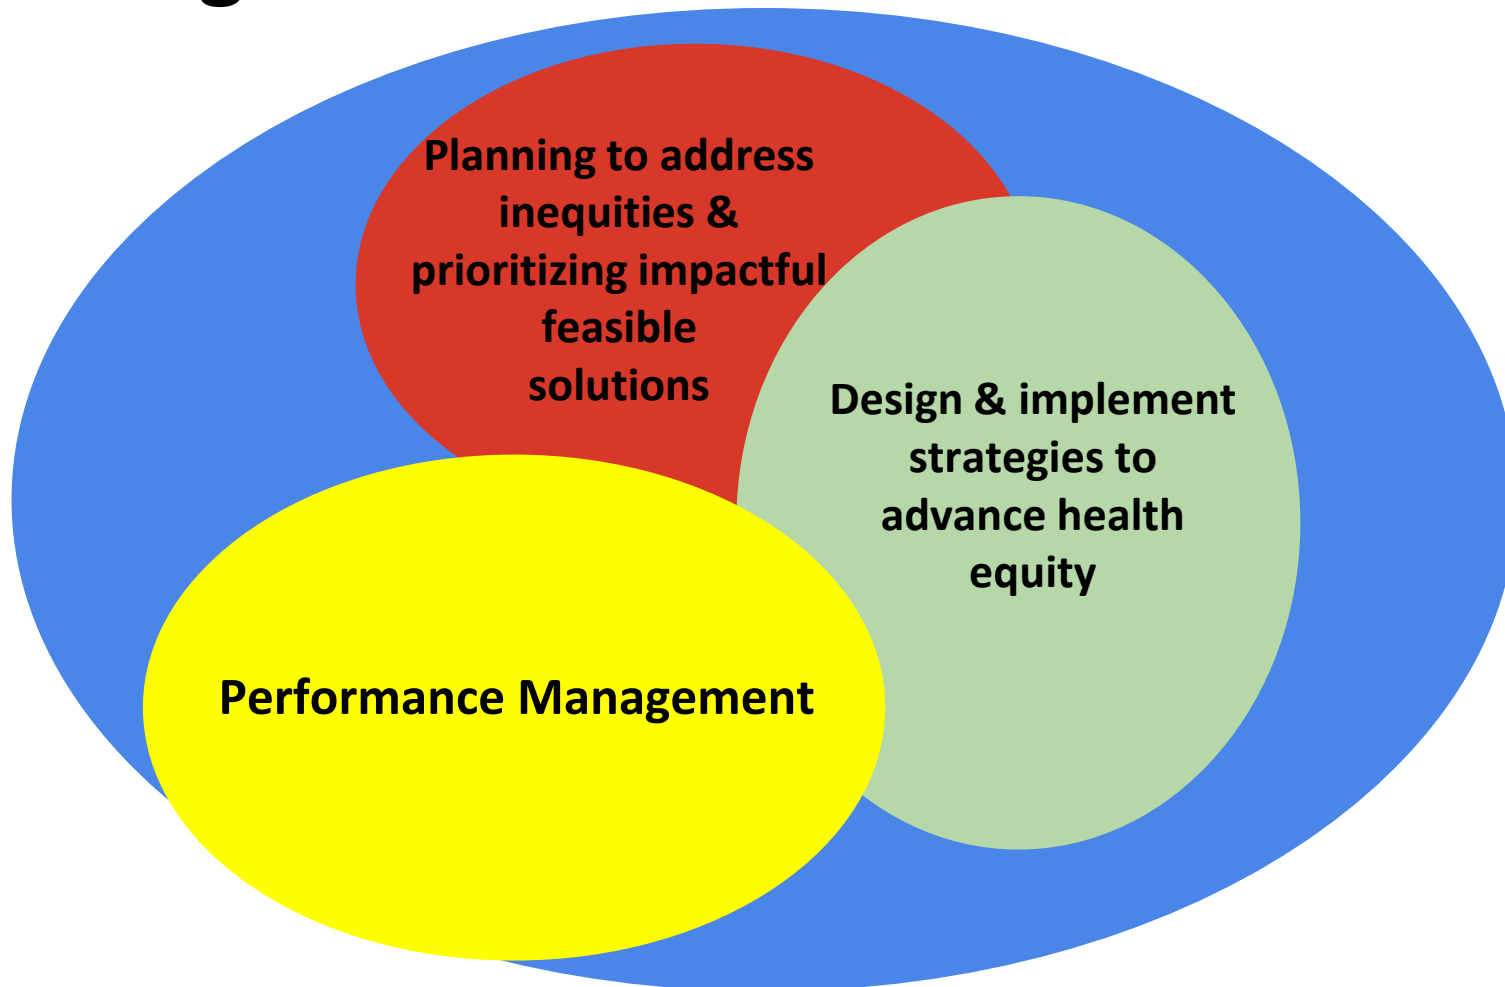 Planning to address
inequities &
prioritizing impactful
feasible
solutions
Design & implement
strategies to
advance health
equity
Performance Management